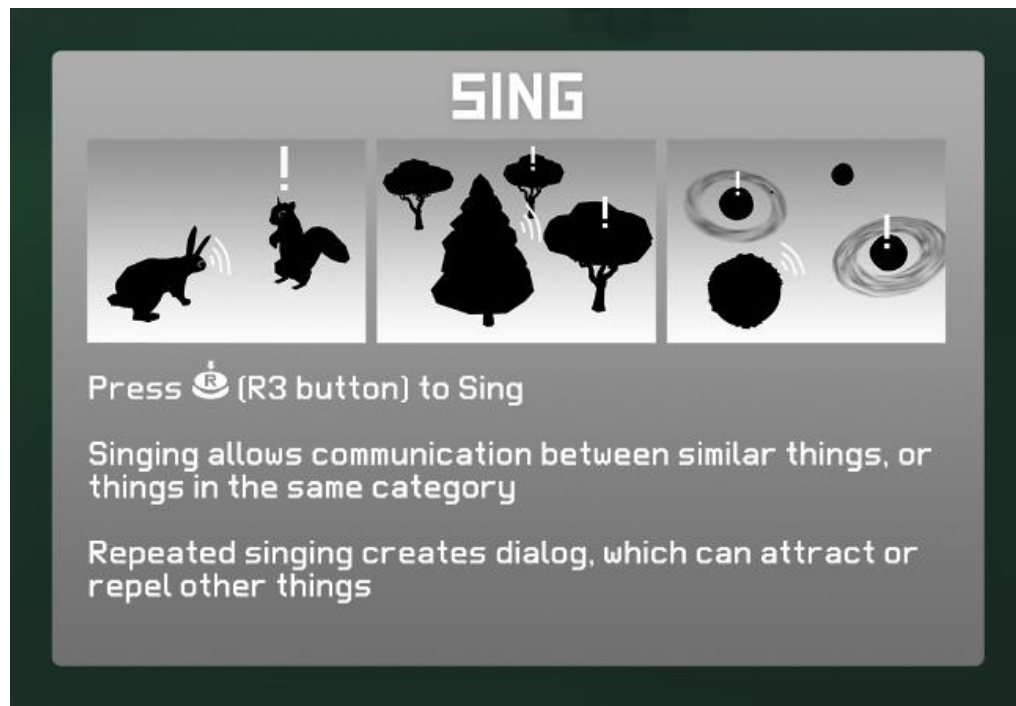 SING
!
! !
! !
Press R (R3 button) to Sing
Singing allows communication between similar things, or
things in the same category
Repeated singing creates dialog, which can attract or
repel other things